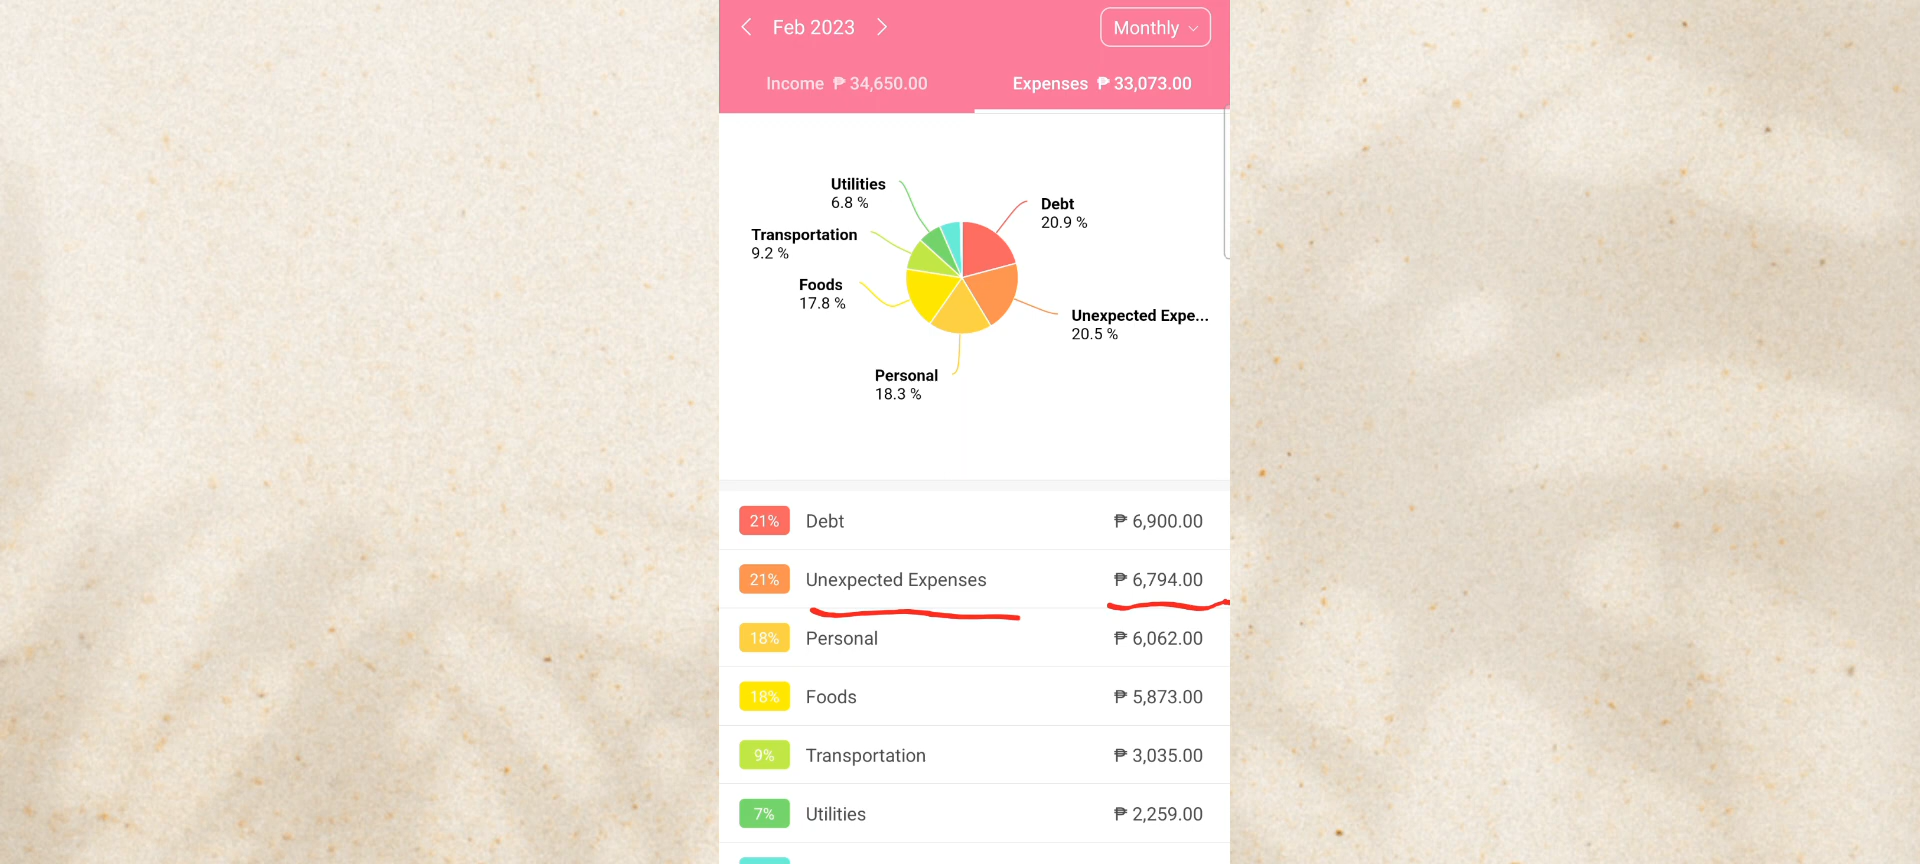 Feb 2023
Monthly
Income ₱ 34,650.00
Expenses ₱ 33,073.00
Utilities
6.8 %
Debt
20.9 %
Transportation
9.2 %
Foods
17.8 %
Unexpected Expe...
20.5 %
Personal
18.3 %
21% Debt ₱ 6,900.00
21% Unexpected Expenses ₱ 6,794.00
18% Personal ₱ 6,062.00
18% Foods ₱ 5,873.00
9% Transportation ₱ 3,035.00
7% Utilities ₱ 2,259.00